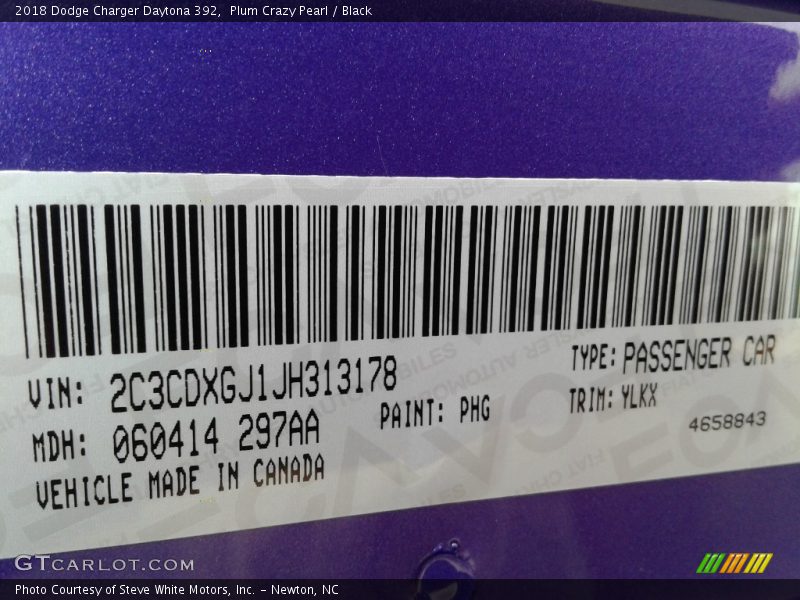 2018 Dodge Charger Daytona 392, Plum Crazy Pearl / Black
VIN: 2C3CDXGJ1JH313178
TYPE: PASSENGER CAR
MDH: 060414 297AA
PAINT: PHG
TRIM: YLKX
4658843
VEHICLE MADE IN CANADA
GTCARLOT.COM
Photo Courtesy of Steve White Motors, Inc. – Newton, NC